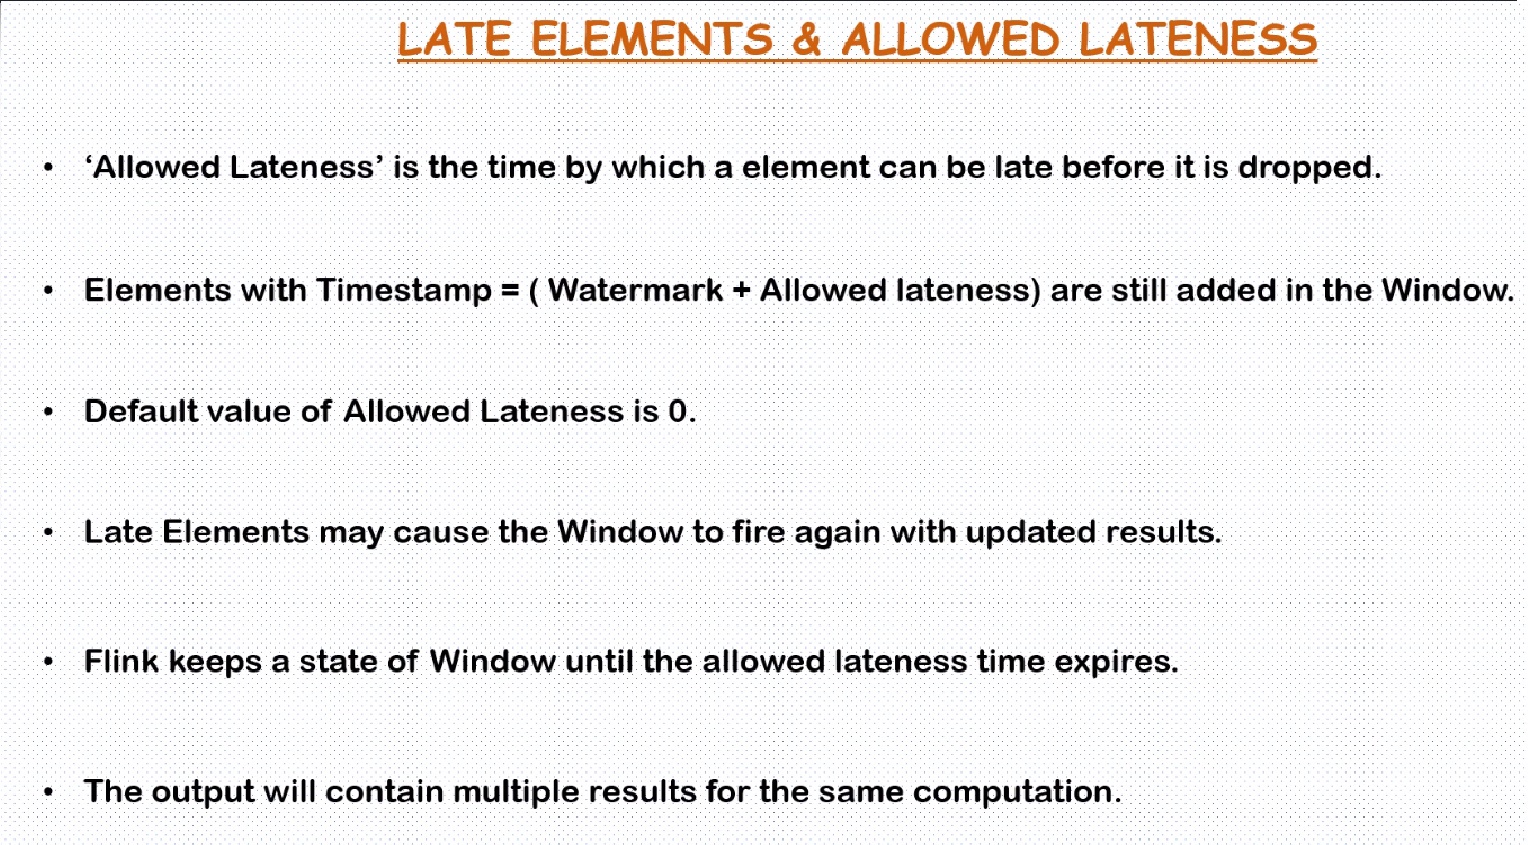 LATE ELEMENTS & ALLOWED LATENESS
• ‘Allowed Lateness’ is the time by which a element can be late before it is dropped.
• Elements with Timestamp = ( Watermark + Allowed lateness) are still added in the Window.
• Default value of Allowed Lateness is 0.
• Late Elements may cause the Window to fire again with updated results.
• Flink keeps a state of Window until the allowed lateness time expires.
• The output will contain multiple results for the same computation.